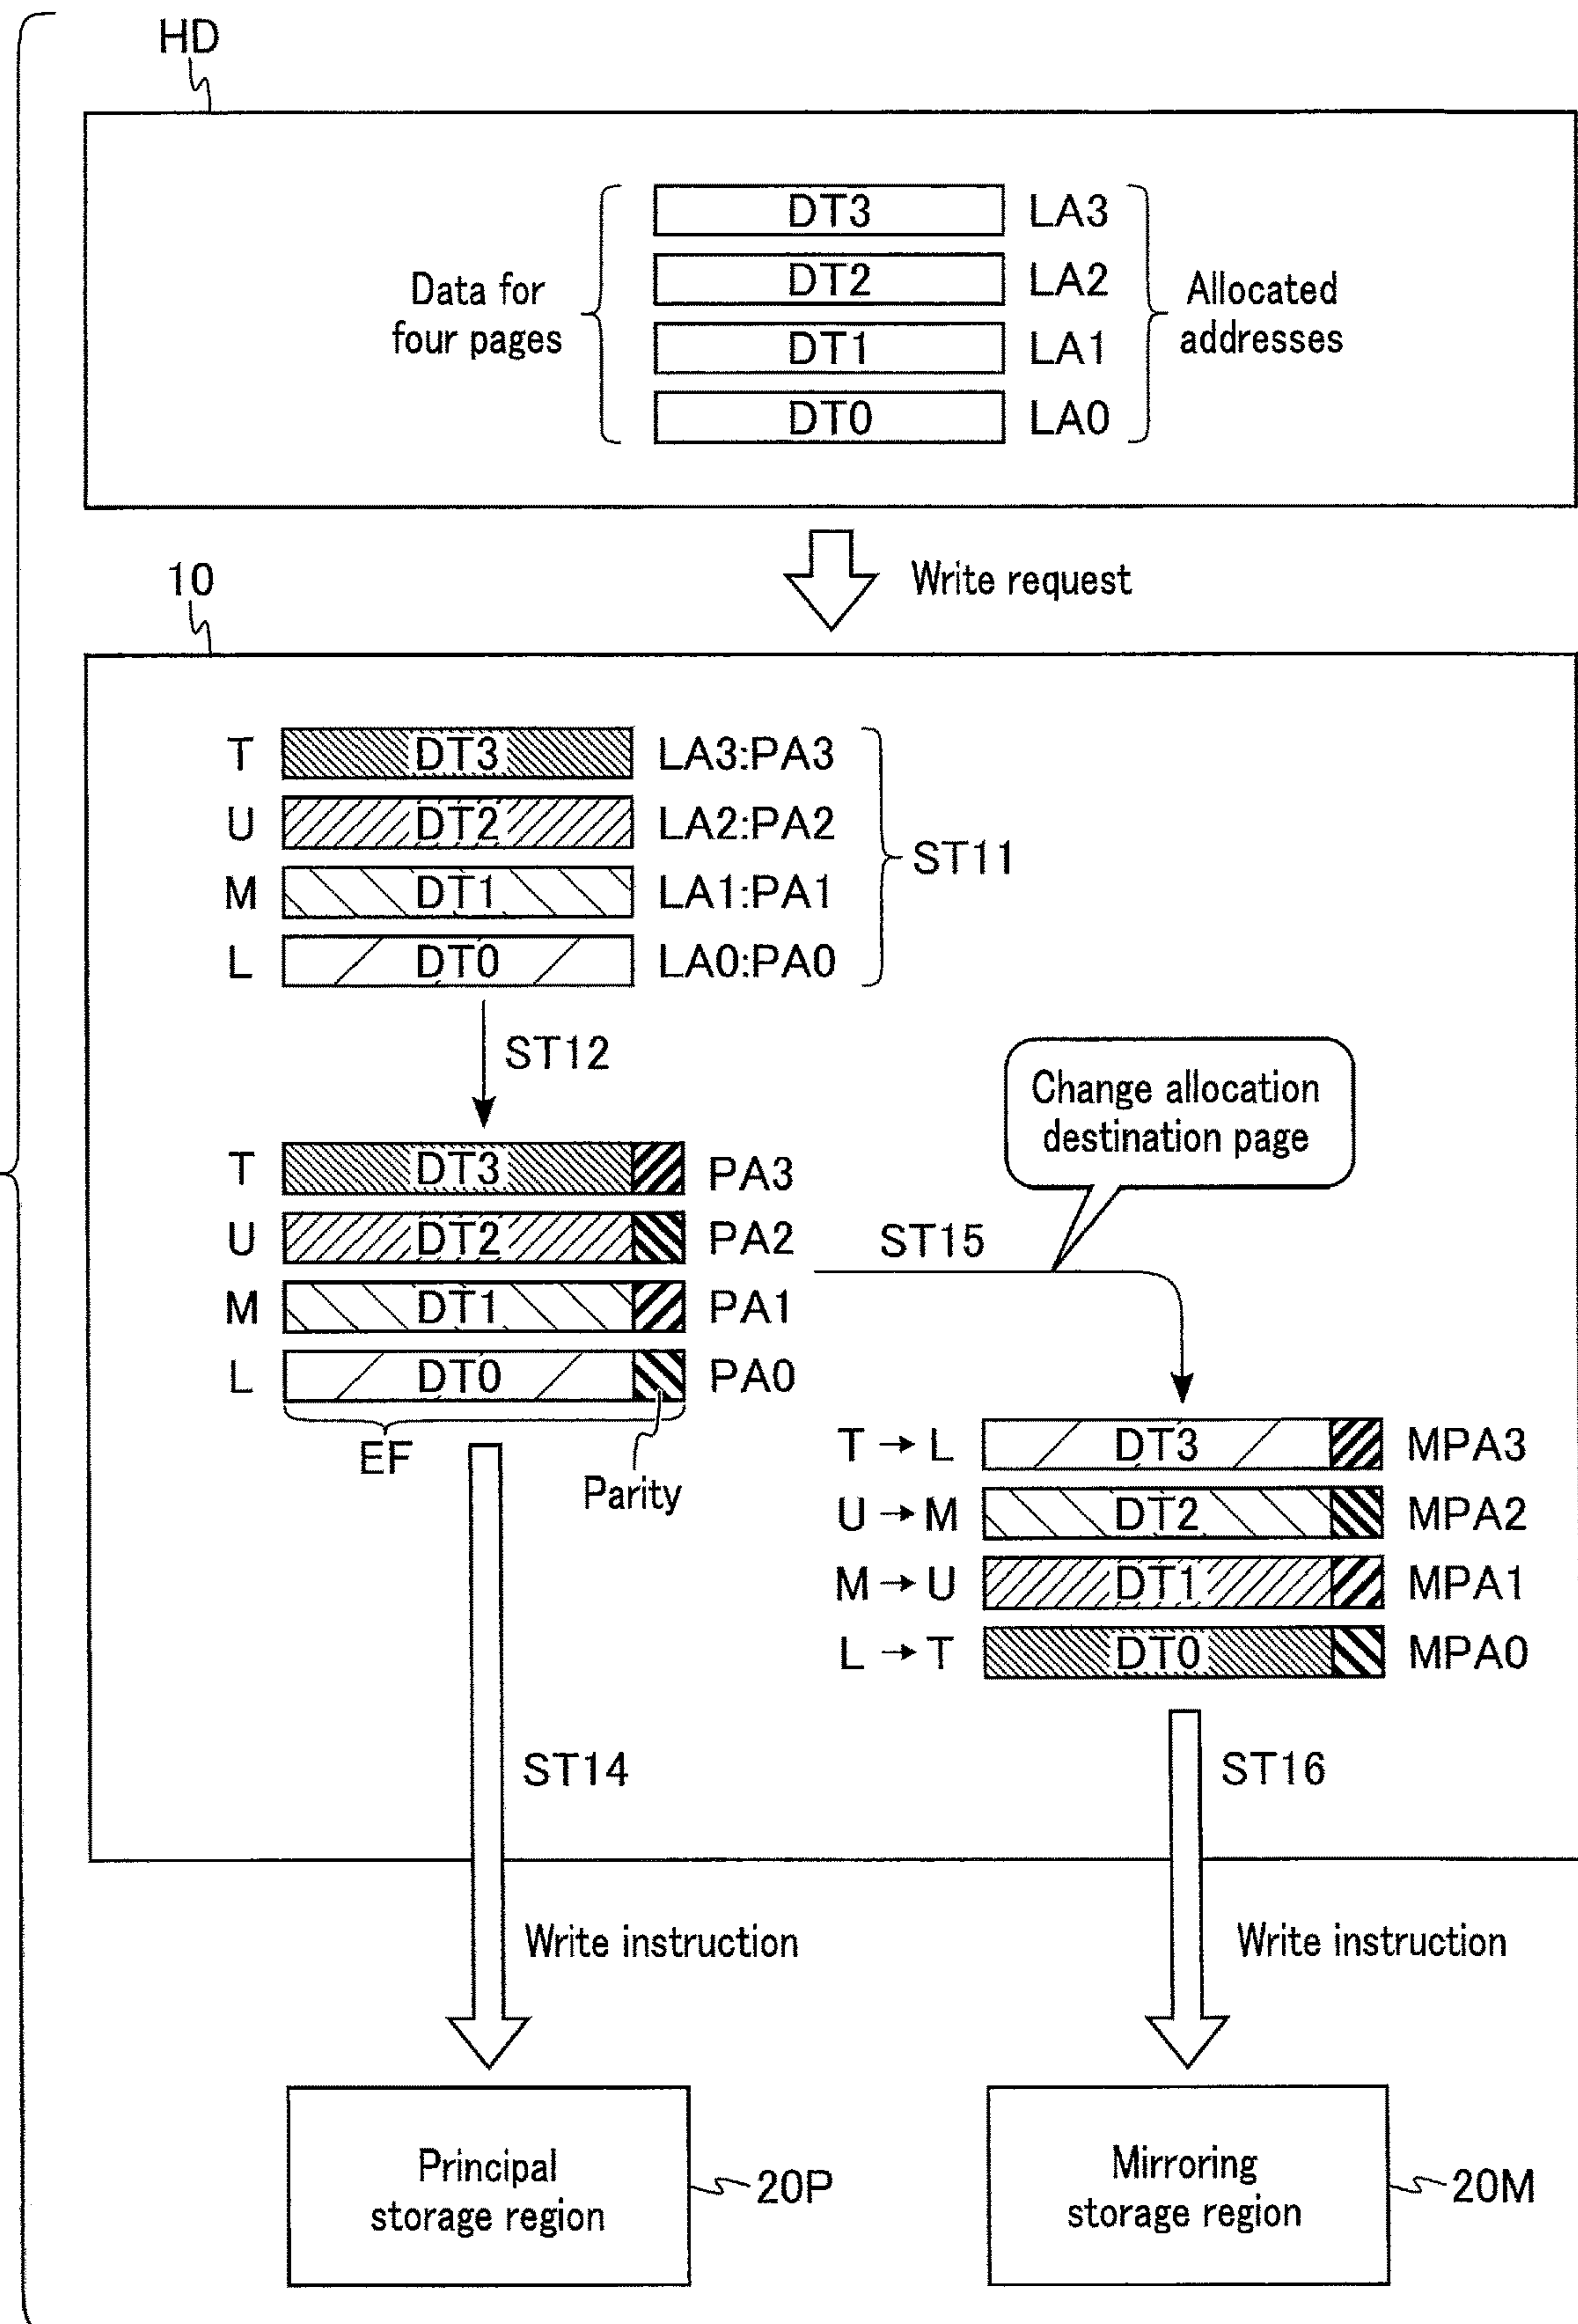 HD
DT3 LA3
DT2 LA2
DT1 LA1
DT0 LA0
Data for
four pages
Allocated
addresses
Write request
10
T DT3 LA3:PA3
U DT2 LA2:PA2
M DT1 LA1:PA1
L DT0 LA0:PA0
ST11
ST12
Change allocation
destination page
T DT3 PA3
U DT2 PA2
M DT1 PA1
L DT0 PA0
ST15
EF
Parity
T → L DT3 MPA3
U → M DT2 MPA2
M → U DT1 MPA1
L → T DT0 MPA0
ST14
ST16
Write instruction
Write instruction
Principal
storage region
20P
Mirroring
storage region
20M